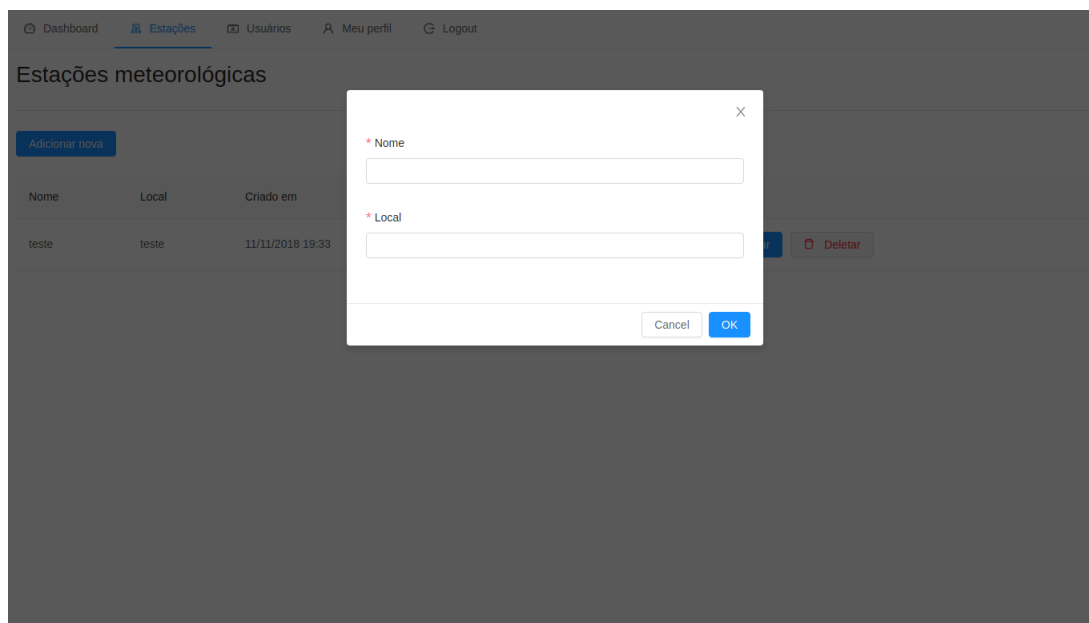 Dashboard Estações Usuários Meu perfil Logout
Estações meteorológicas
Adicionar nova
Nome Local Criado em
teste teste 11/11/2018 19:33 Deletar
* Nome
* Local
Cancel OK